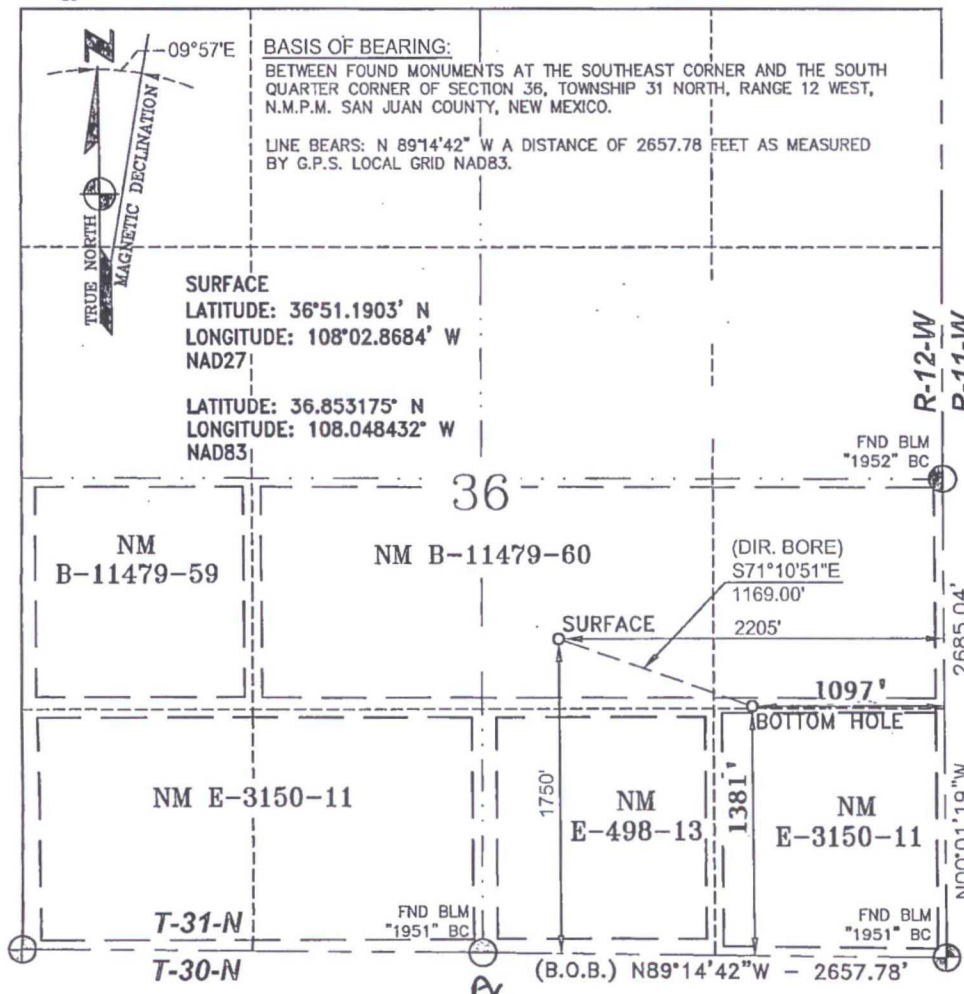 09°57'E
BASIS OF BEARING:
BETWEEN FOUND MONUMENTS AT THE SOUTHEAST CORNER AND THE SOUTH
QUARTER CORNER OF SECTION 36, TOWNSHIP 31 NORTH, RANGE 12 WEST,
N.M.P.M. SAN JUAN COUNTY, NEW MEXICO.
LINE BEARS: N 89°14'42" W A DISTANCE OF 2657.78 FEET AS MEASURED
BY G.P.S. LOCAL GRID NAD83.
TRUE NORTH
MAGNETIC DECLINATION
SURFACE
LATITUDE: 36°51.1903' N
LONGITUDE: 108°02.8684' W
NAD27
LATITUDE: 36.853175° N
LONGITUDE: 108.048432° W
NAD83
R-12-W
R-11-W
FND BLM
"1952" BC
36
NM
B-11479-59
NM B-11479-60
(DIR. BORE)
S71°10'51"E
1169.00'
SURFACE
2205'
2685.04'
1097'
BOTTOM HOLE
1750'
1381'
NM E-3150-11
NM
E-498-13
NM
E-3150-11
N00°01'19"W
T-31-N
FND BLM
"1951" BC
FND BLM
"1951" BC
T-30-N
(B.O.B.) N89°14'42"W - 2657.78'